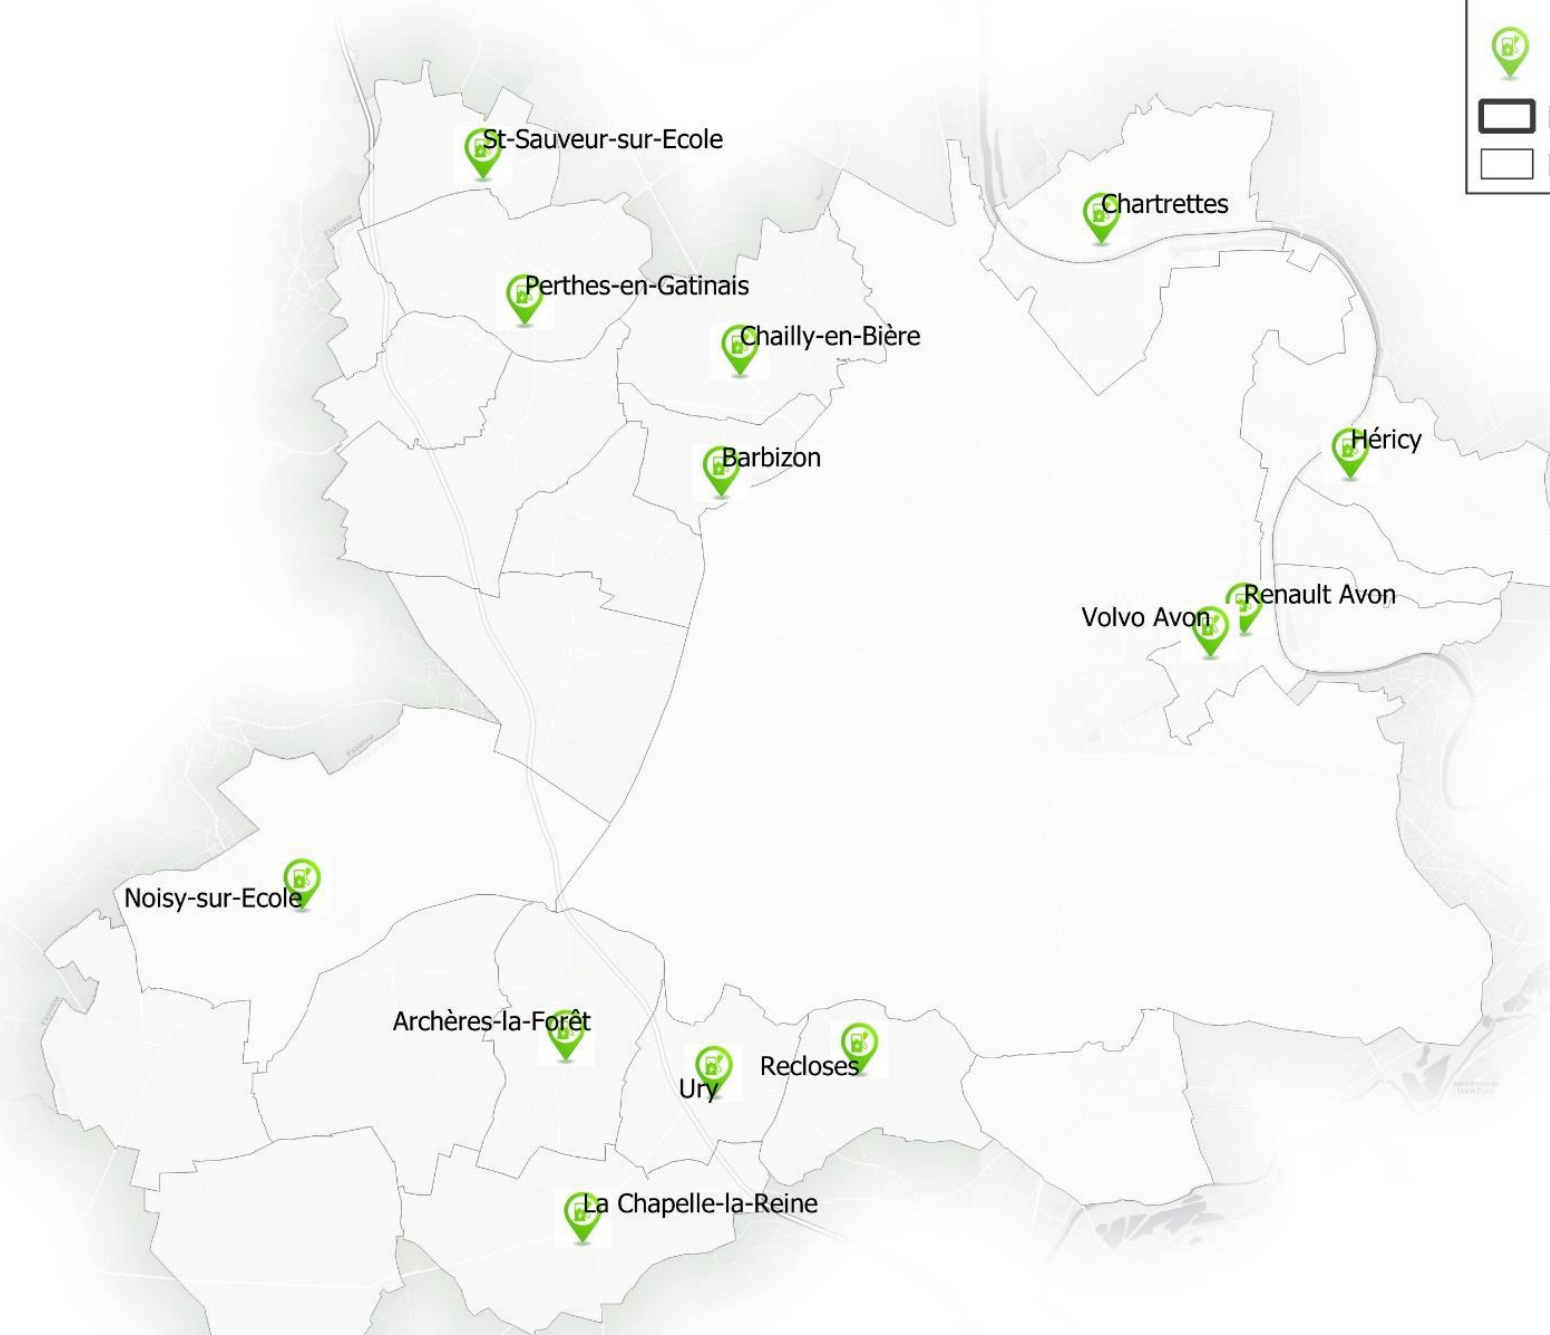 St-Sauveur-sur-Ecole
Chartrettes
Perthes-en-Gatinais
Chailly-en-Bière
Héricy
Barbizon
Renault Avon
Volvo Avon
Noisy-sur-Ecole
Archères-la-Forêt
Recloses
Ury
La Chapelle-la-Reine